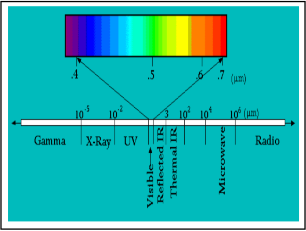 .4 .5 .6 .7 (μm)
10⁻⁵ 10⁻² 3 10² 10⁴ 10⁶ (μm)
Gamma X-Ray UV Visible Reflected IR Thermal IR Microwave Radio